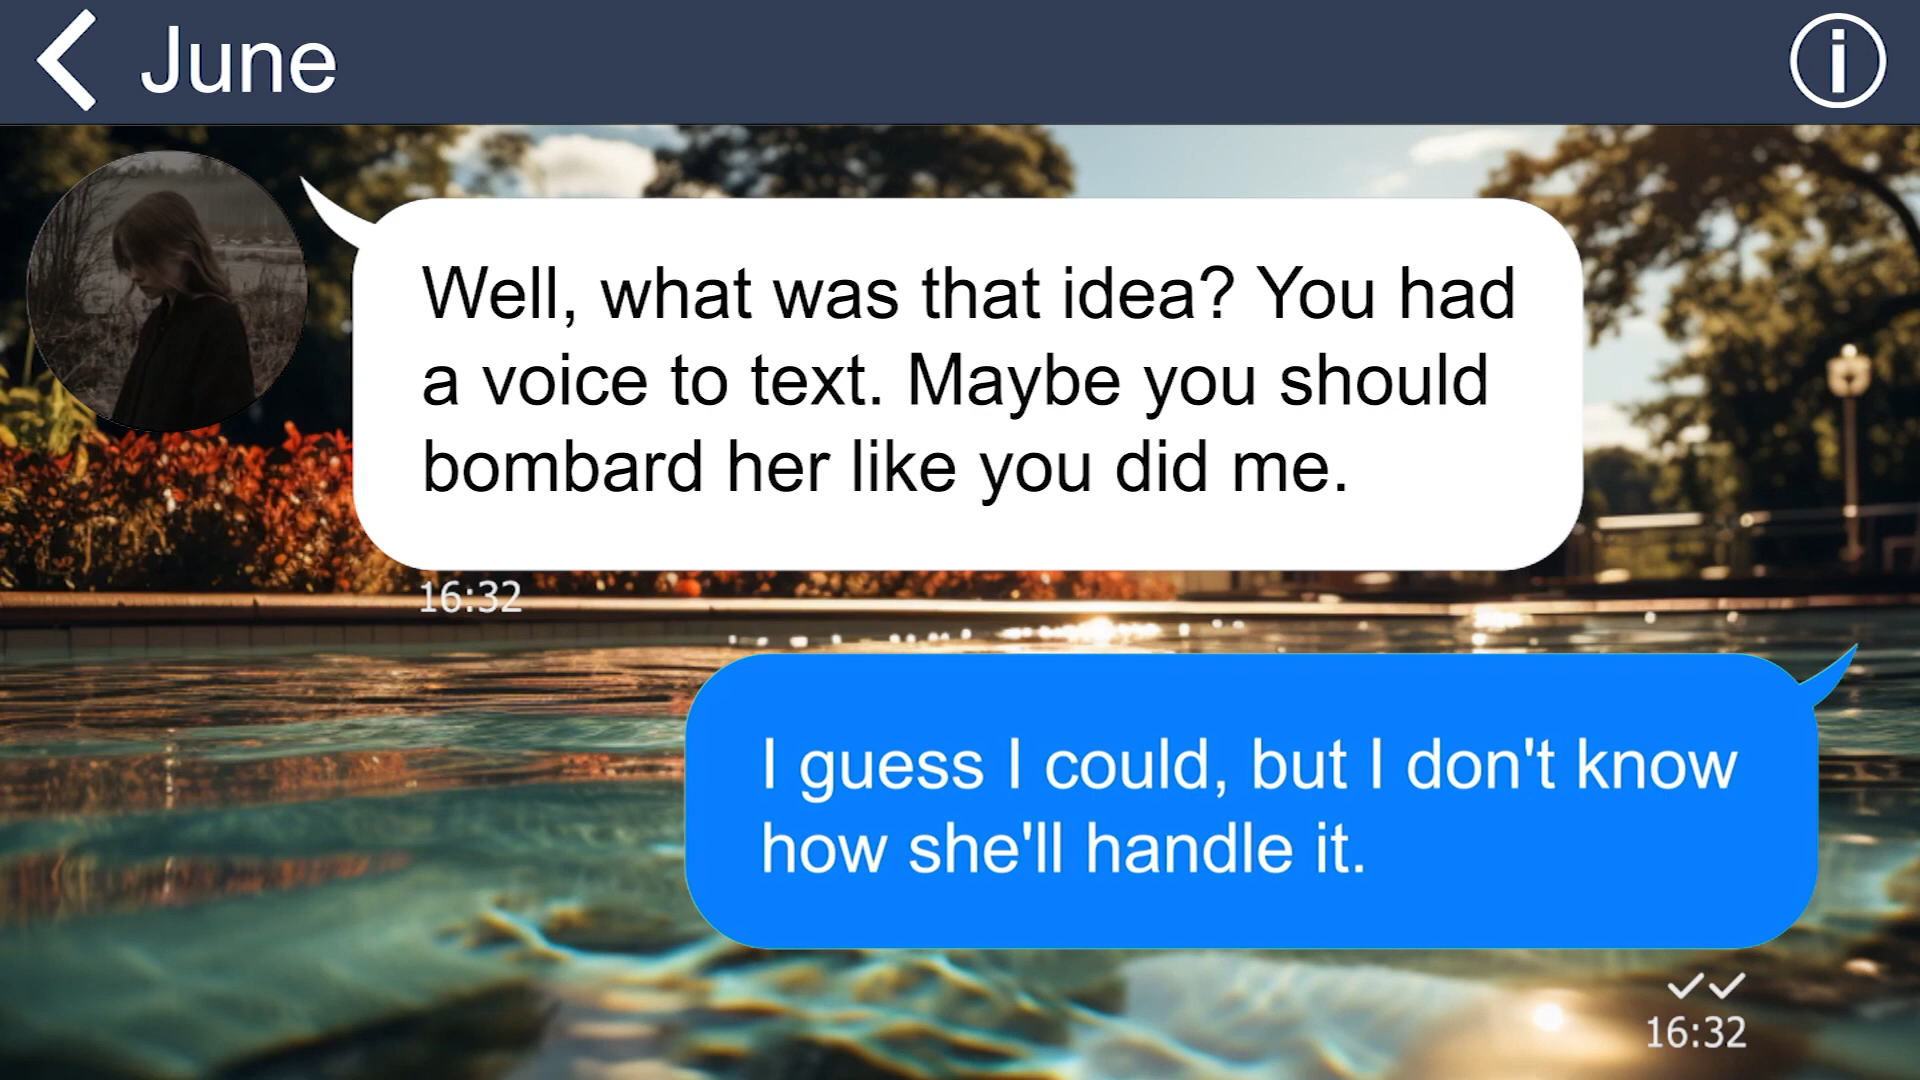 June
Well, what was that idea? You had
a voice to text. Maybe you should
bombard her like you did me.
16:32
I guess I could, but I don't know
how she'll handle it.
16:32